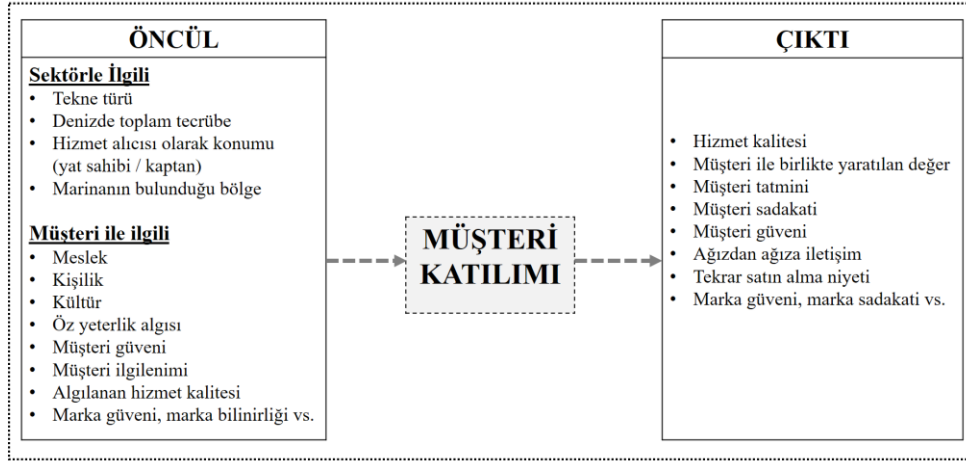 ÖNCÜL
Sektörle İlgili
• Tekne türü
• Denizde toplam tecrübe
• Hizmet alıcısı olarak konumu
(yat sahibi / kaptan)
• Marinanın bulunduğu bölge
Müşteri ile ilgili
• Meslek
• Kişilik
• Kültür
• Öz yeterlik algısı
• Müşteri güveni
• Müşteri ilgilenimi
• Algılanan hizmet kalitesi
• Marka güveni, marka bilinirliği vs.
MÜŞTERİ
KATILIMI
ÇIKTI
• Hizmet kalitesi
• Müşteri ile birlikte yaratılan değer
• Müşteri tatmini
• Müşteri sadakati
• Müşteri güveni
• Ağızdan ağıza iletişim
• Tekrar satın alma niyeti
• Marka güveni, marka sadakati vs.